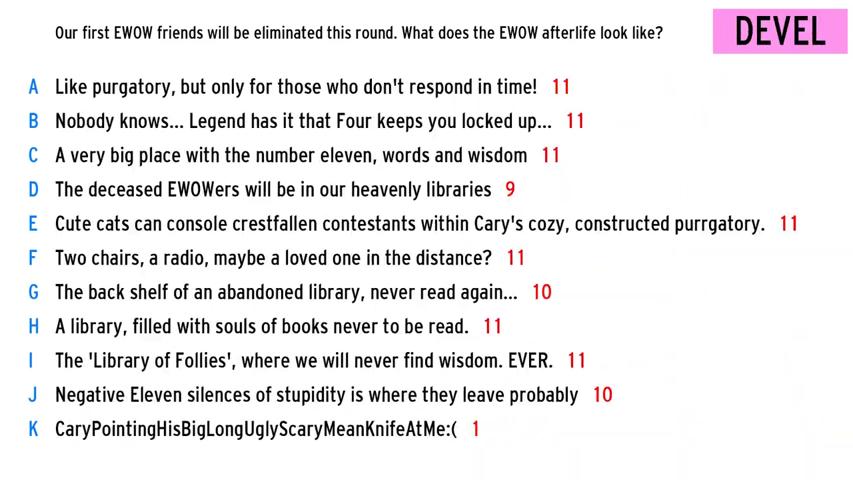 Our first EWOW friends will be eliminated this round. What does the EWOW afterlife look like?
DEVEL
A Like purgatory, but only for those who don't respond in time! 11
B Nobody knows... Legend has it that Four keeps you locked up... 11
C A very big place with the number eleven, words and wisdom 11
D The deceased EWOWers will be in our heavenly libraries 9
E Cute cats can console crestfallen contestants within Cary's cozy, constructed purrgatory. 11
F Two chairs, a radio, maybe a loved one in the distance? 11
G The back shelf of an abandoned library, never read again... 10
H A library, filled with souls of books never to be read. 11
I The 'Library of Follies', where we will never find wisdom. EVER. 11
J Negative Eleven silences of stupidity is where they leave probably 10
K CaryPointingHisBigLongUglyScaryMeanKnifeAtMe:( 1